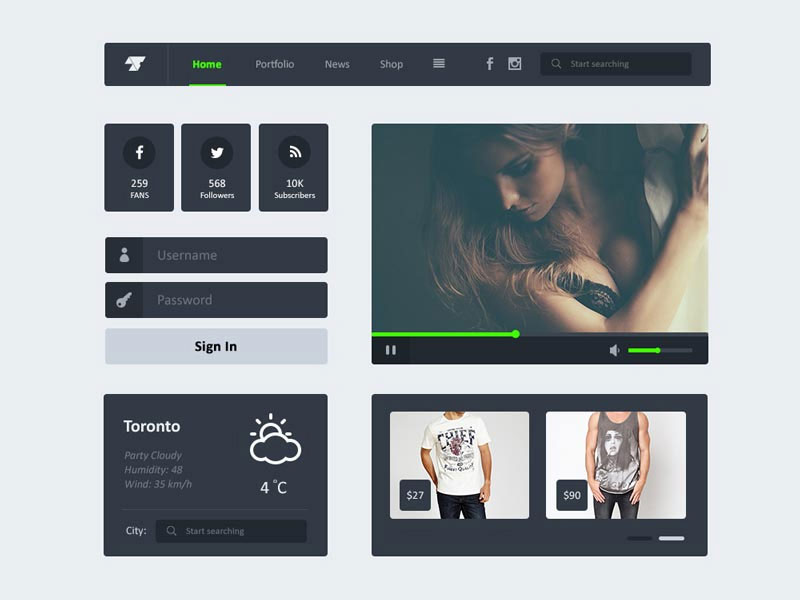 Home
Portfolio
News
Shop
Start searching
259
FANS
568
Followers
10K
Subscribers
Username
Password
Sign In
Toronto
Party Cloudy
Humidity: 48
Wind: 35 km/h
4 °C
City:
Start searching
CHIEF
$27
$90